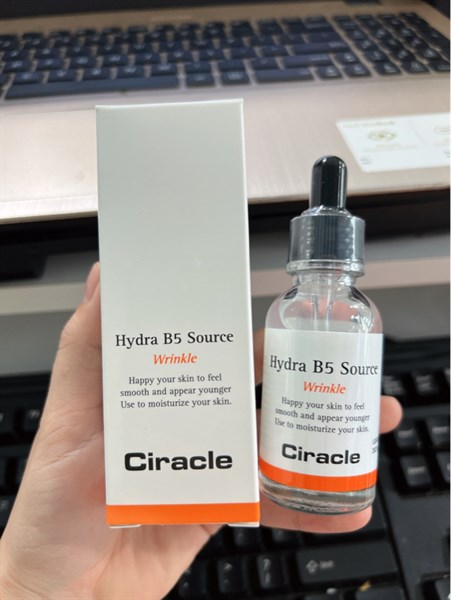 Hydra B5 Source
Wrinkle
Happy your skin to feel
smooth and appear younger
Use to moisturize your skin.
Ciracle
Hydra B5 Source
Wrinkle
Happy your skin to feel
smooth and appear younger
Use to moisturize your skin.
Ciracle